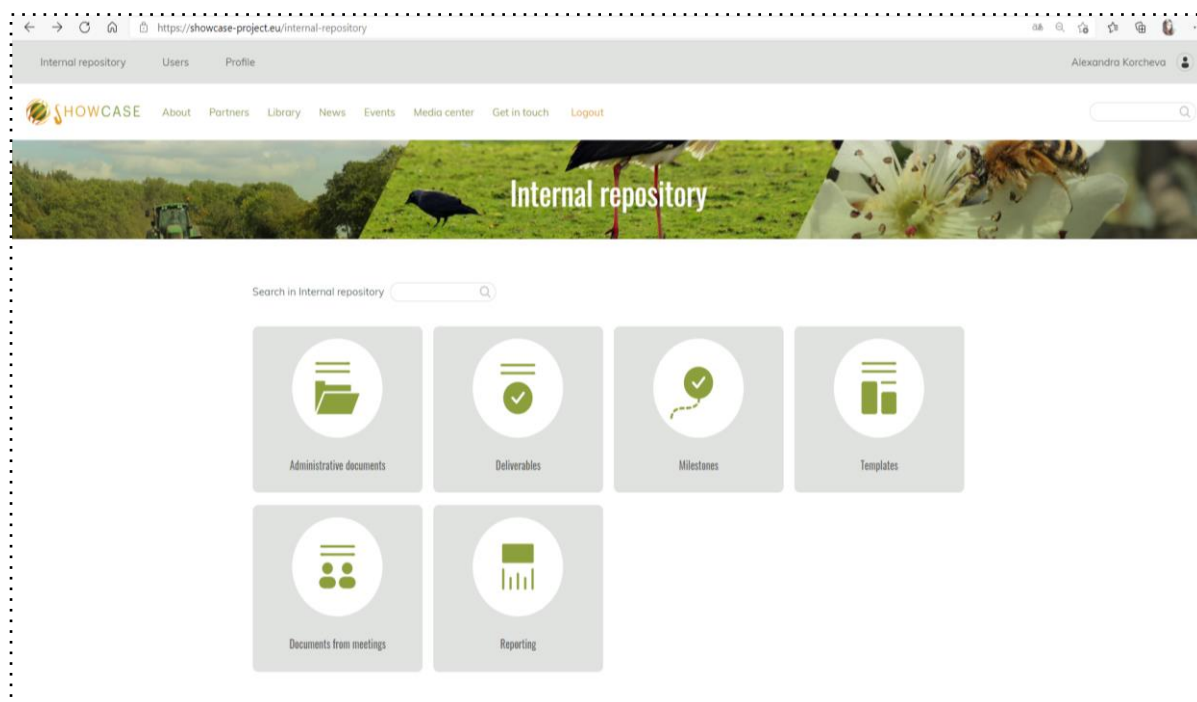 https://showcase-project.eu/internal-repository
Internal repository Users Profile Alexandra Korcheva
SHOWCASE About Partners Library News Events Media center Get in touch Logout
Internal repository
Search in Internal repository
Administrative documents Deliverables Milestones Templates
Documents from meetings Reporting